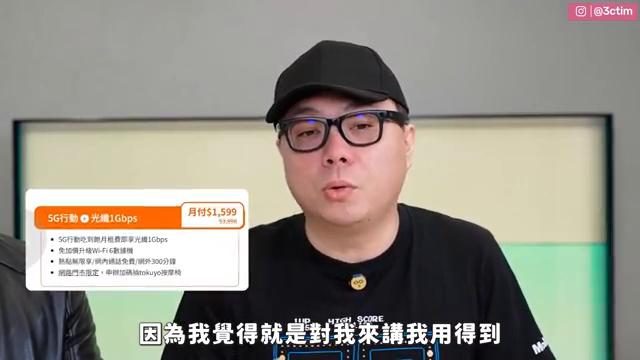 @3ctim
5G行動 + 光纖1Gbps
月付$1,599
5G行動吃到飽月租費即享光纖1Gbps
免加價升級Wi-Fi 6數據機
熱點無限享/網內通話免費/網外300分鐘
網路門市限定,申辦加碼抽tokuyo按摩椅
1UP HIGH SCORE
因為我覺得就是對我來講我用得到